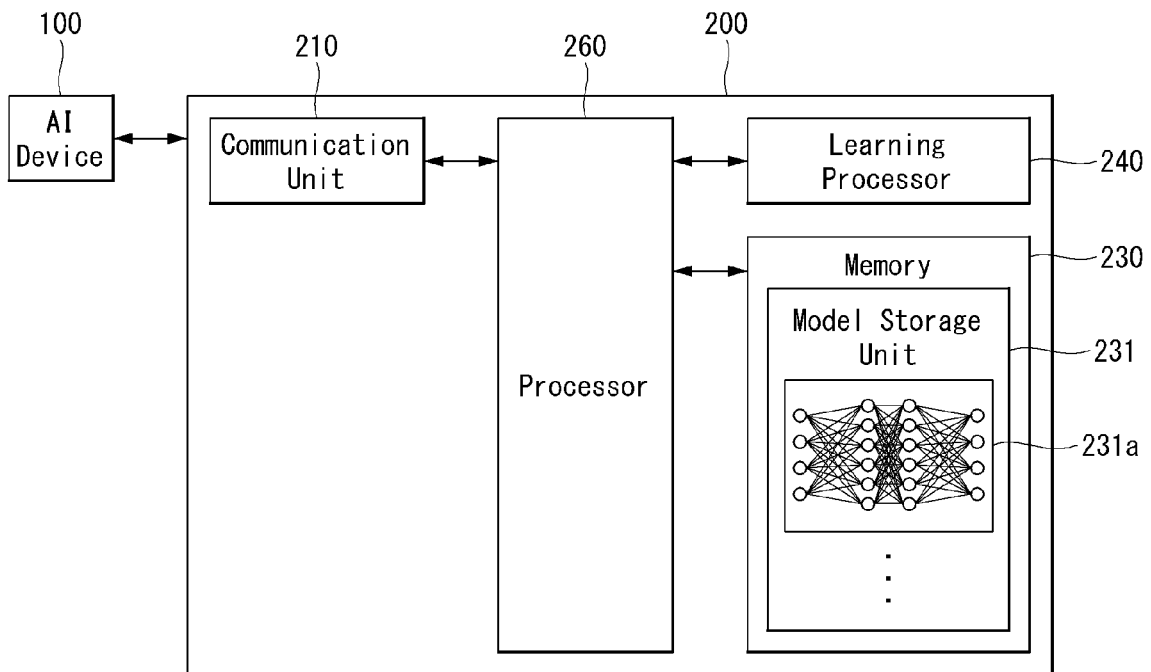 100
210
260
200
AI
Device
Communication
Unit
Learning
Processor
240
230
Memory
Model Storage
Unit
231
Processor
231a